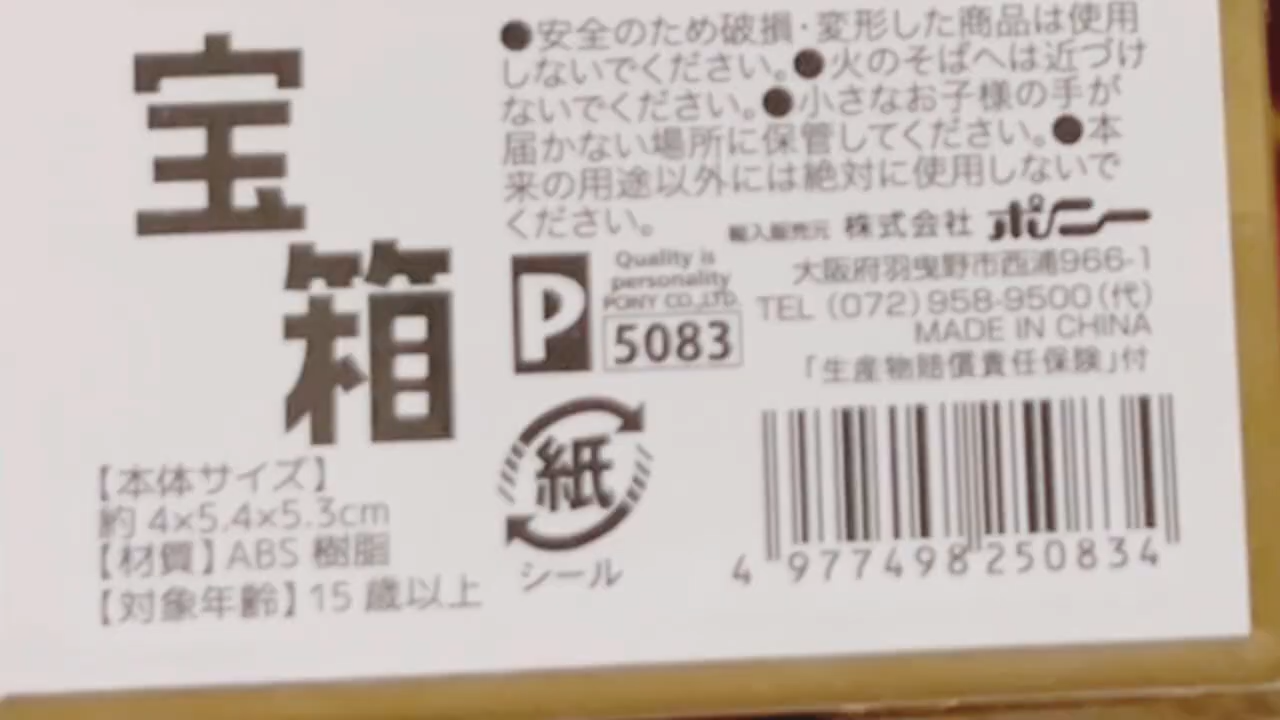 宝
箱
【本体サイズ】
約 4×5.4×5.3cm
【材質】ABS 樹脂
【対象年齢】15 歳以上
●安全のため破損・変形した商品は使用
しないでください。●火のそばへは近づけ
ないでください。●小さなお子様の手が
届かない場所に保管してください。●本
来の用途以外には絶対に使用しないで
ください。
輸入販売元 株式会社 ポニー
大阪府羽曳野市西浦966-1
TEL (072)958-9500(代)
MADE IN CHINA
「生産物賠償責任保険」付
P
Quality is
personality
PONY CO.,LTD.
5083
紙
シール
4 977498 250834